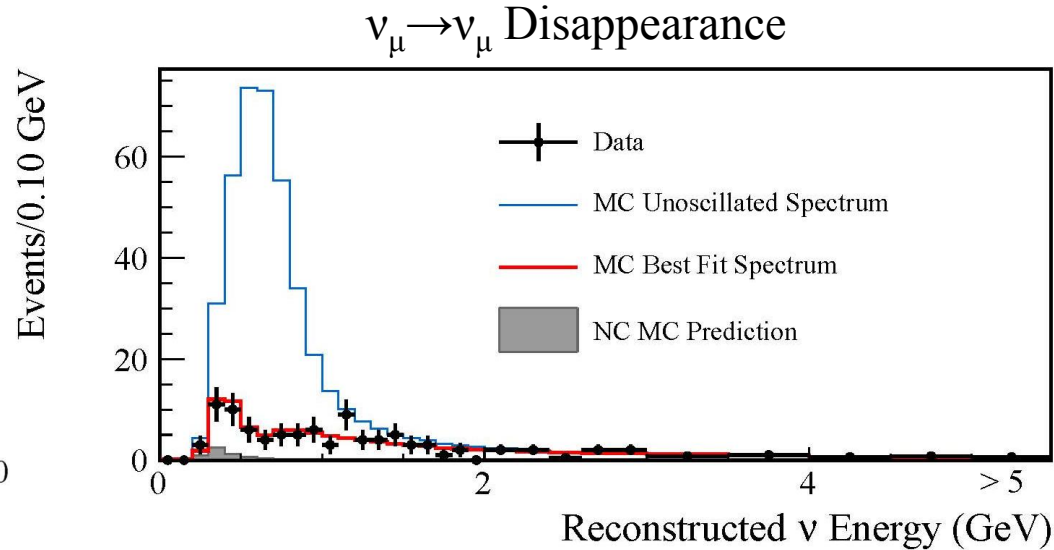 νμ→νμ Disappearance
Events/0.10 GeV
60
40
20
0
Data
MC Unoscillated Spectrum
MC Best Fit Spectrum
NC MC Prediction
0
0 2 4 > 5
Reconstructed ν Energy (GeV)